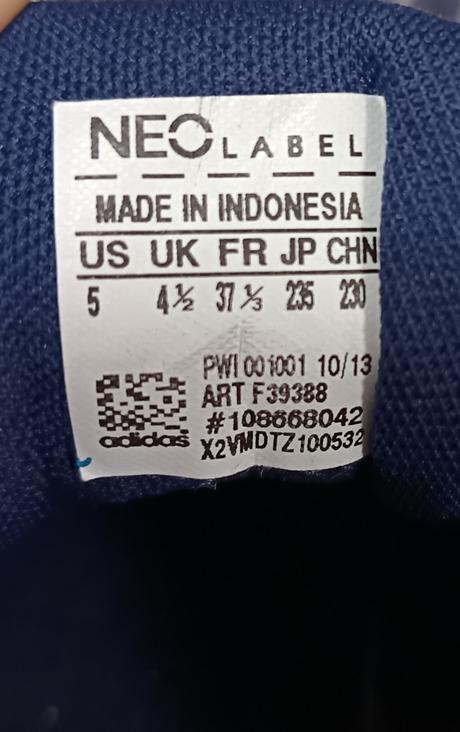 NEO LABEL
MADE IN INDONESIA
US UK FR JP CHN
5 4½ 37⅓ 235 230
PWI 001001 10/13
ART F39388
#108668042
X2VMDTZ100532
adidas